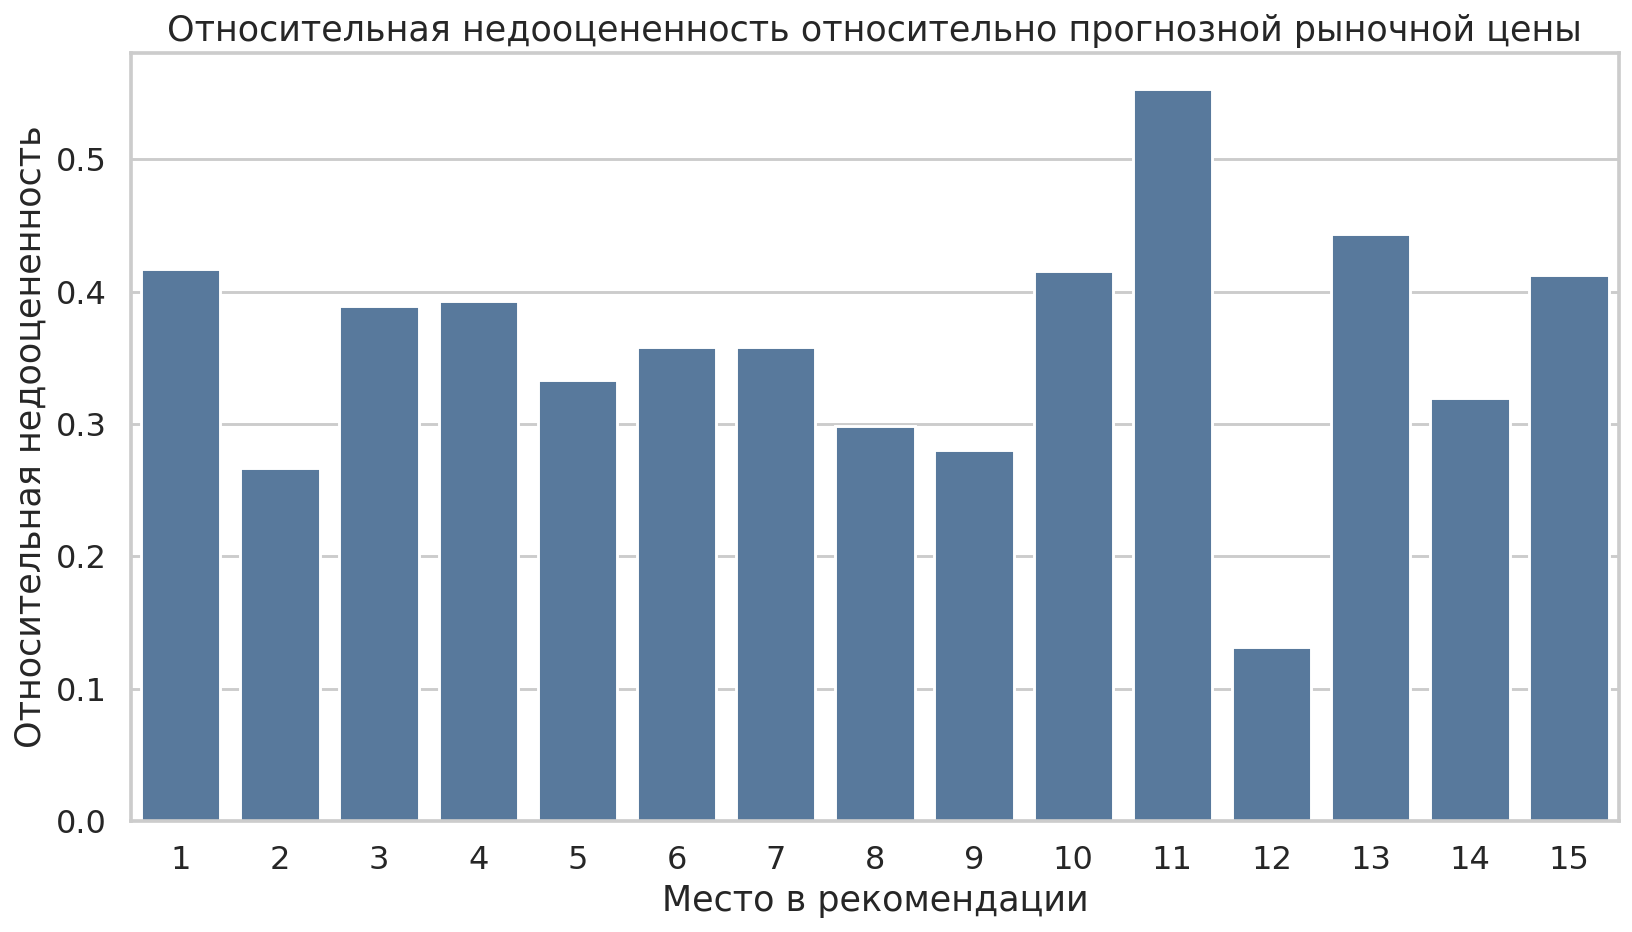 Относительная недооцененность относительно прогнозной рыночной цены
Относительная недооцененность
0.5
0.4
0.3
0.2
0.1
0.0
1 2 3 4 5 6 7 8 9 10 11 12 13 14 15
Место в рекомендации